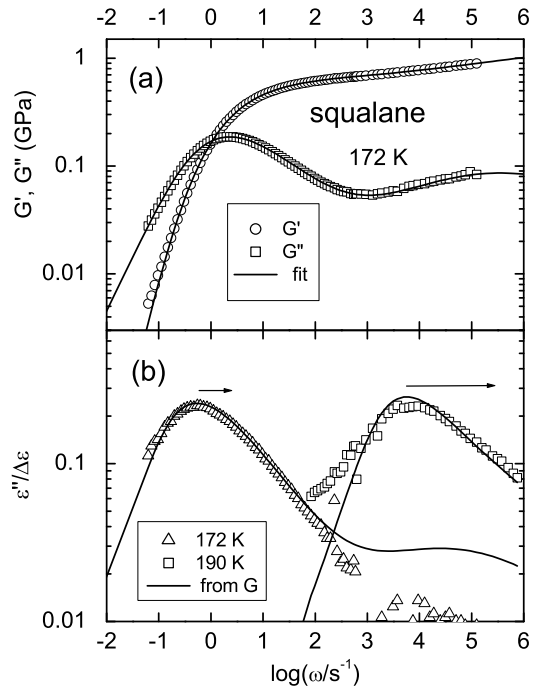 -2 -1 0 1 2 3 4 5 6
1
(a)
squalane
0.1
172 K
G', G" (GPa)
G'
G"
fit
0.01
(b)
ε"/Δε
0.1
172 K
190 K
from G
0.01
-2 -1 0 1 2 3 4 5 6
log(ω/s⁻¹)